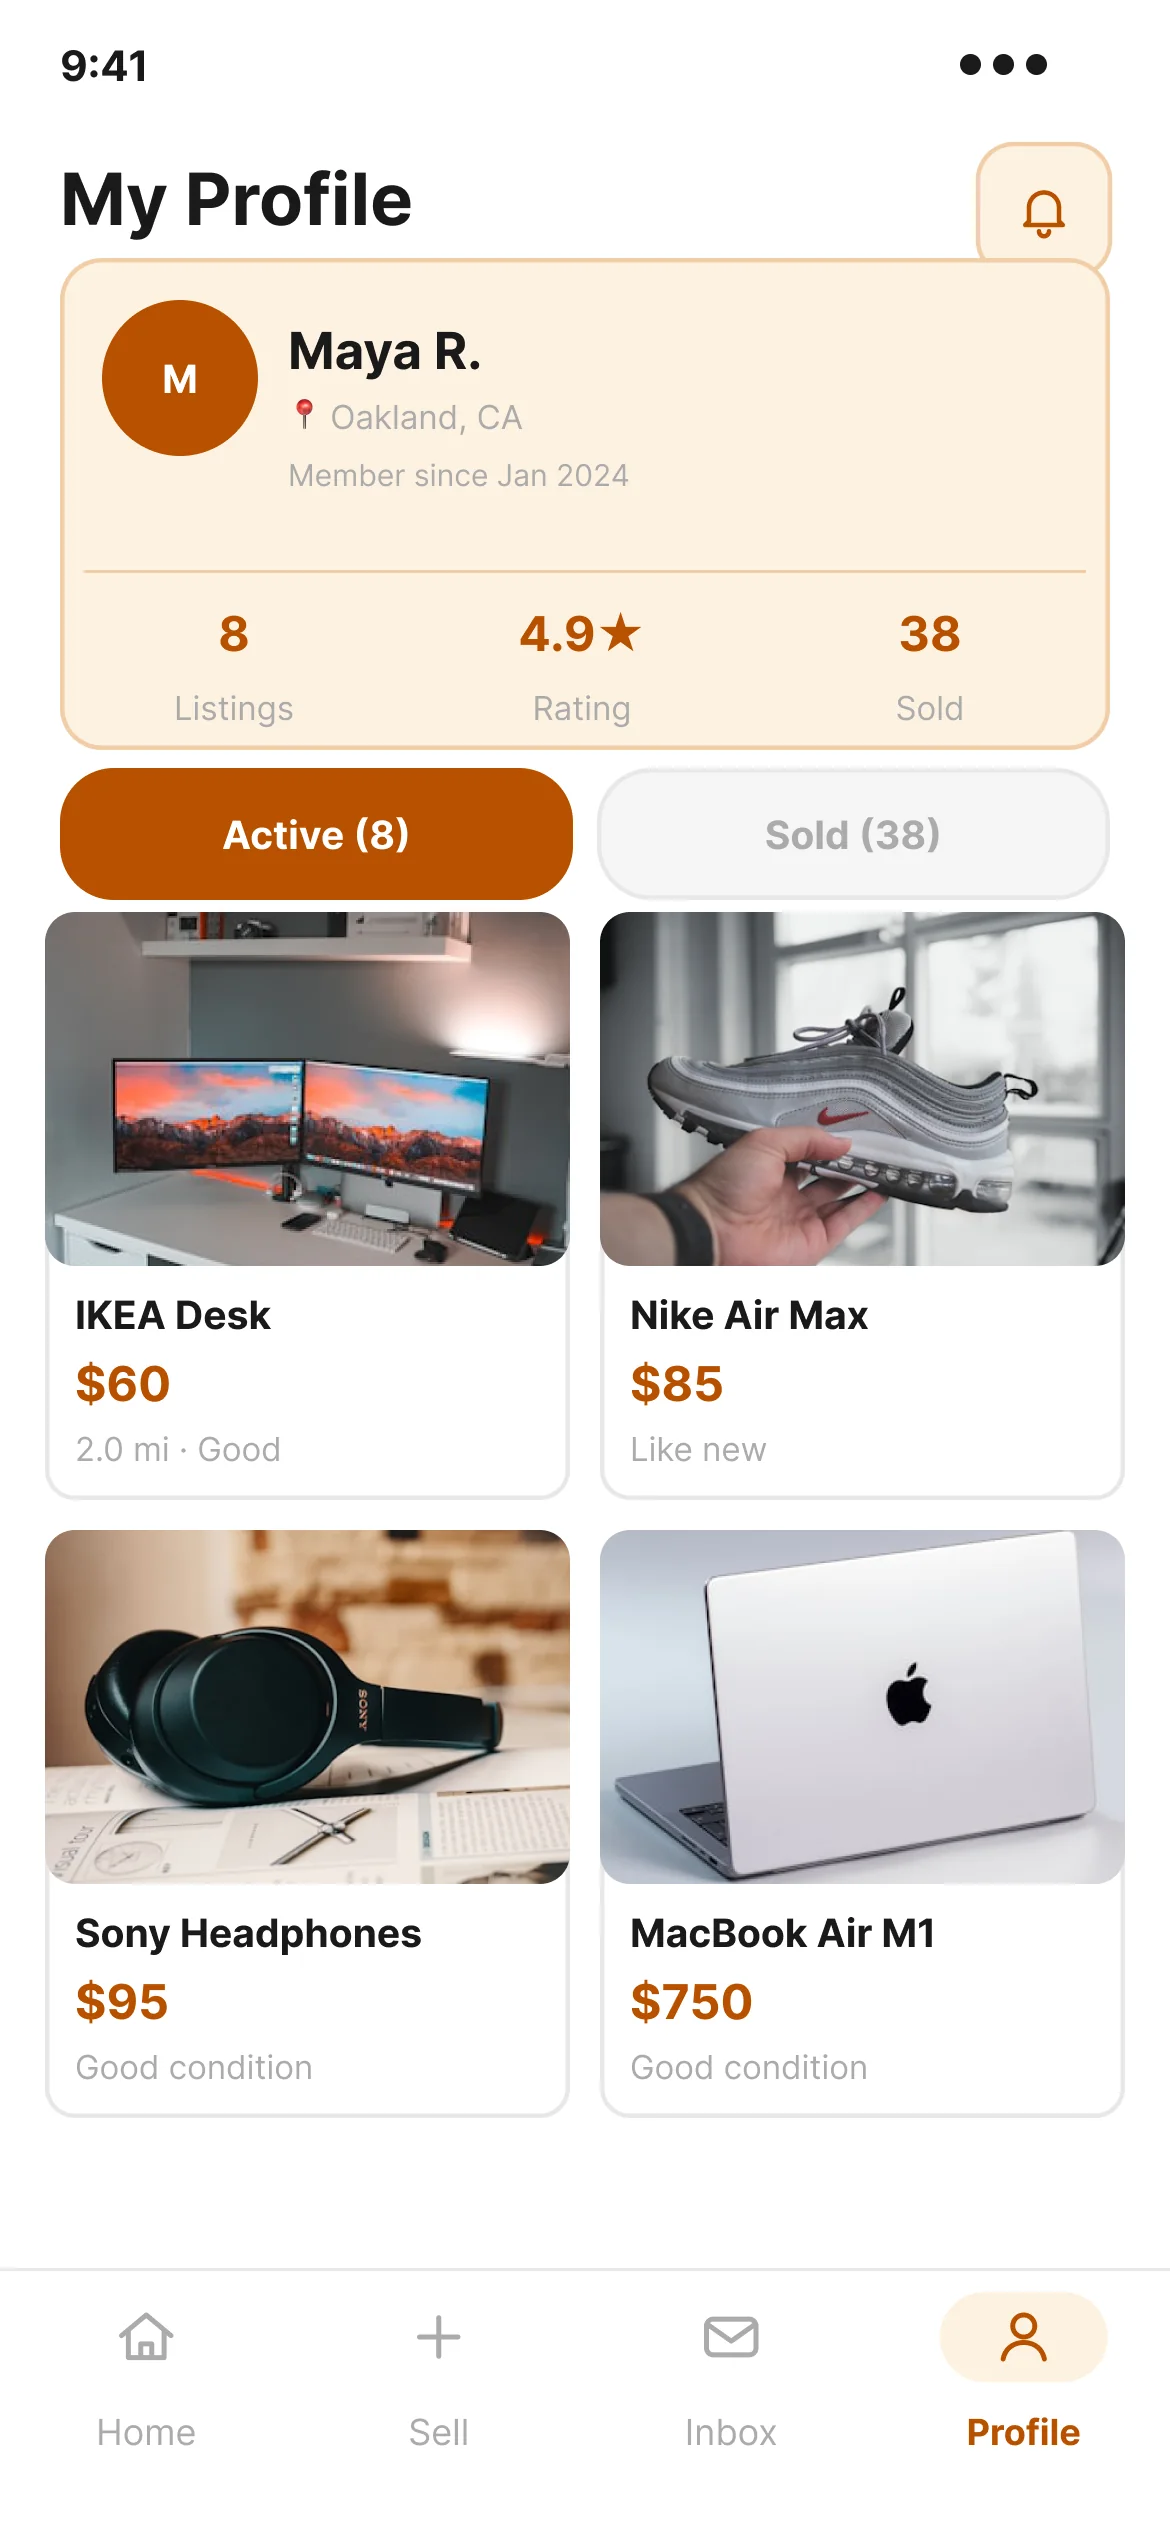 9:41
My Profile
M
Maya R.
📍 Oakland, CA
Member since Jan 2024
8
4.9★
38
Listings
Rating
Sold
Active (8)
Sold (38)
IKEA Desk
$60
2.0 mi · Good
Nike Air Max
$85
Like new
SONY
Sony Headphones
$95
Good condition
MacBook Air M1
$750
Good condition
Home
Sell
Inbox
Profile